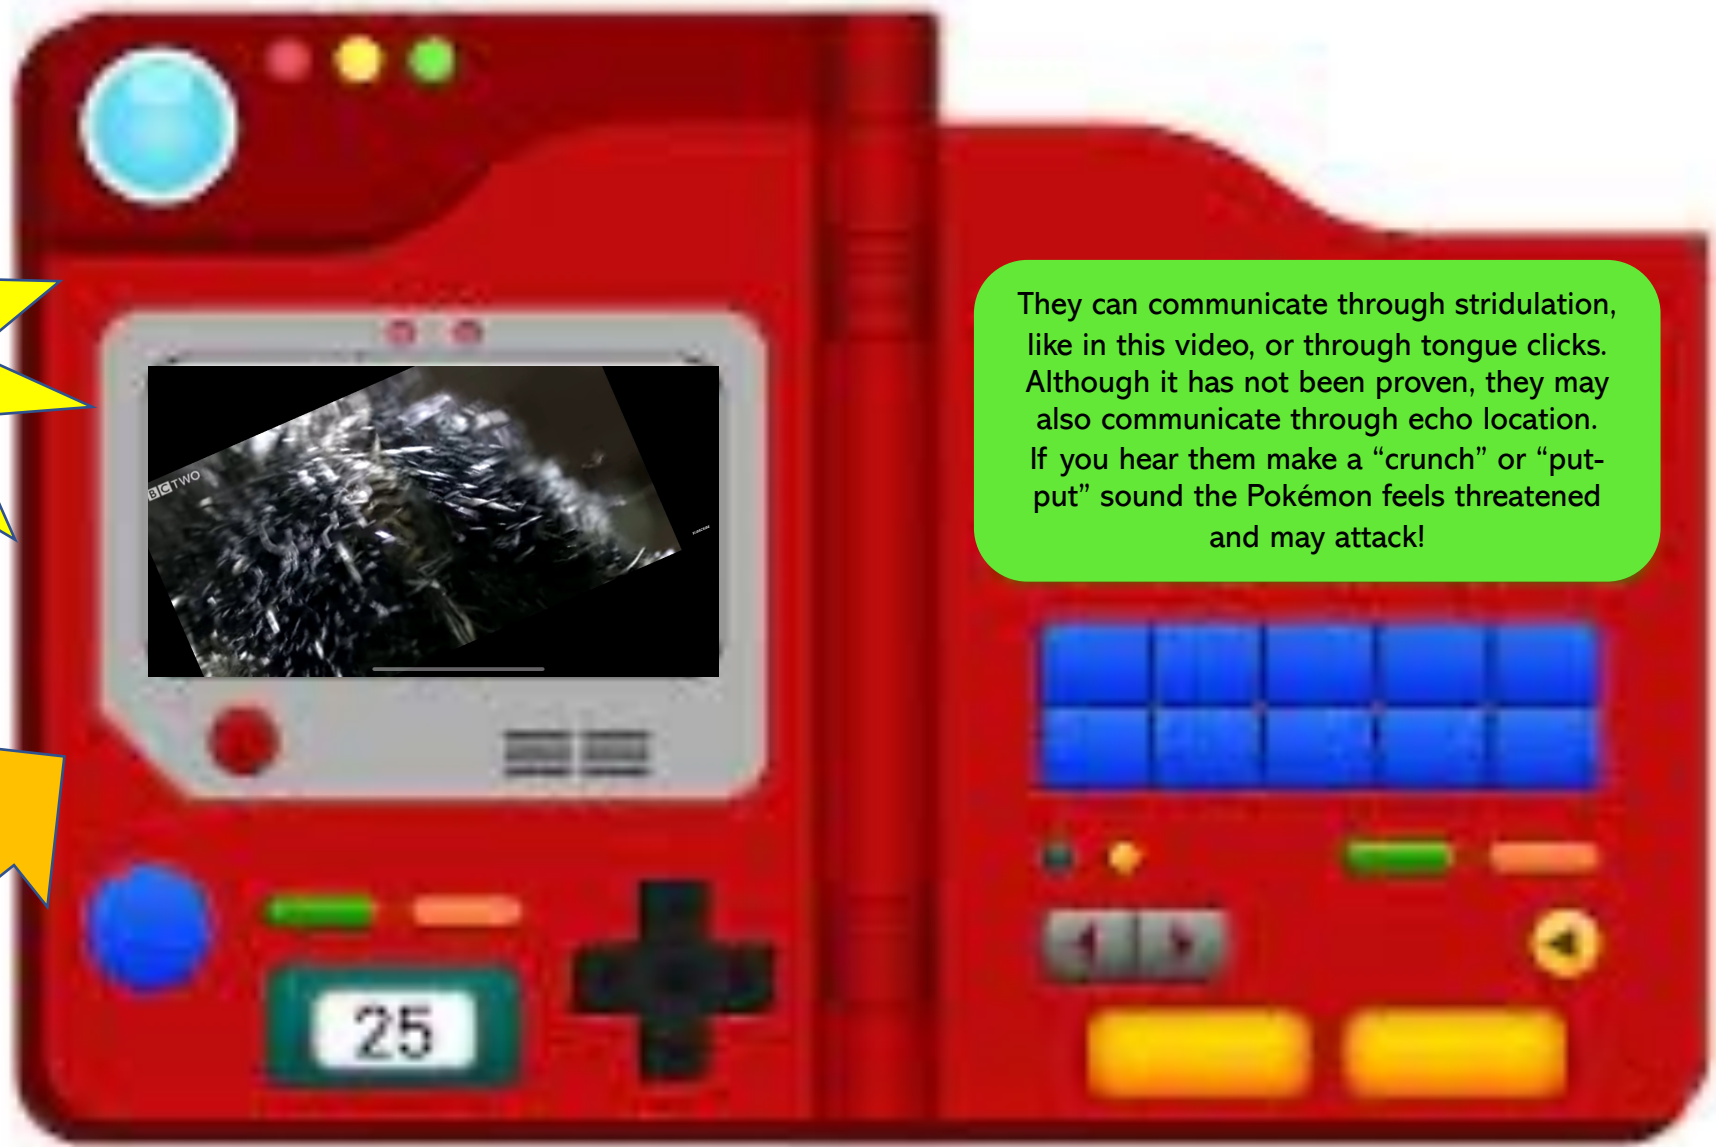 They can communicate through stridulation,
like in this video, or through tongue clicks.
Although it has not been proven, they may
also communicate through echo location.
If you hear them make a “crunch” or “put-
put” sound the Pokémon feels threatened
and may attack!
BBC TWO
25